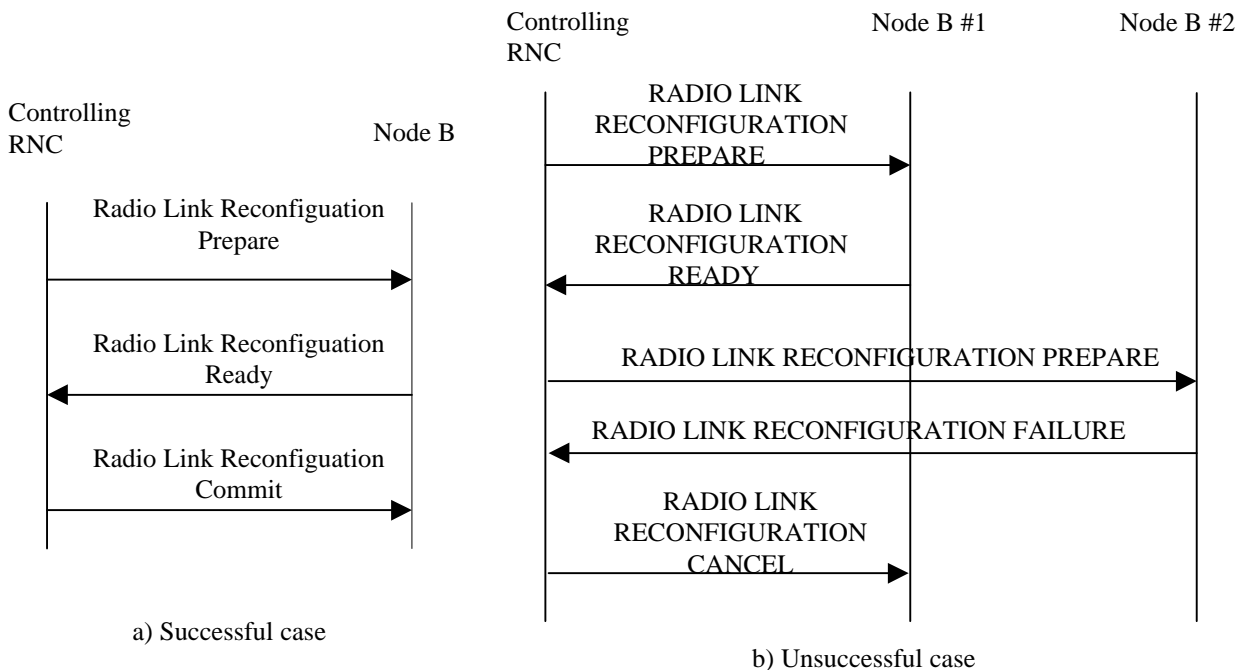 Controlling
RNC
Node B
Radio Link Reconfiguation
Prepare
Radio Link Reconfiguation
Ready
Radio Link Reconfiguation
Commit
a) Successful case
Controlling
RNC
Node B #1
Node B #2
RADIO LINK
RECONFIGURATION
PREPARE
RADIO LINK
RECONFIGURATION
READY
RADIO LINK RECONFIGURATION PREPARE
RADIO LINK RECONFIGURATION FAILURE
RADIO LINK
RECONFIGURATION
CANCEL
b) Unsuccessful case